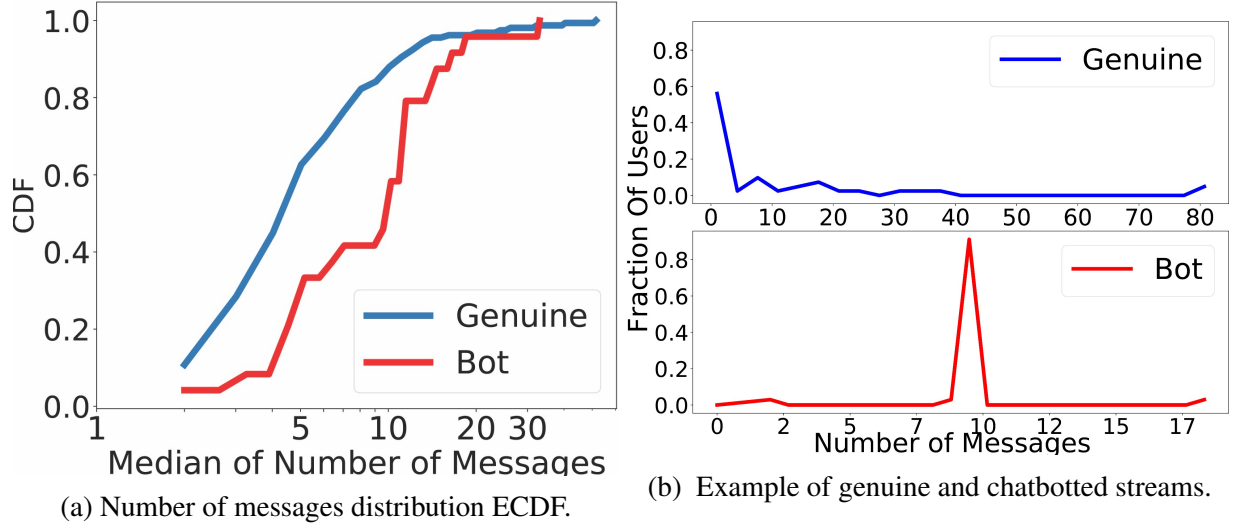 1.0
0.8
0.6
0.4
0.2
0.0
CDF
Genuine
Bot
1 5 10 20 30
Median of Number of Messages
(a) Number of messages distribution ECDF.
Fraction Of Users
0.8
0.6
0.4
0.2
0.0
Genuine
0 10 20 30 40 50 60 70 80
0.8
0.6
0.4
0.2
0.0
Bot
0 2 5 7 10 12 15 17
Number of Messages
(b) Example of genuine and chatbotted streams.